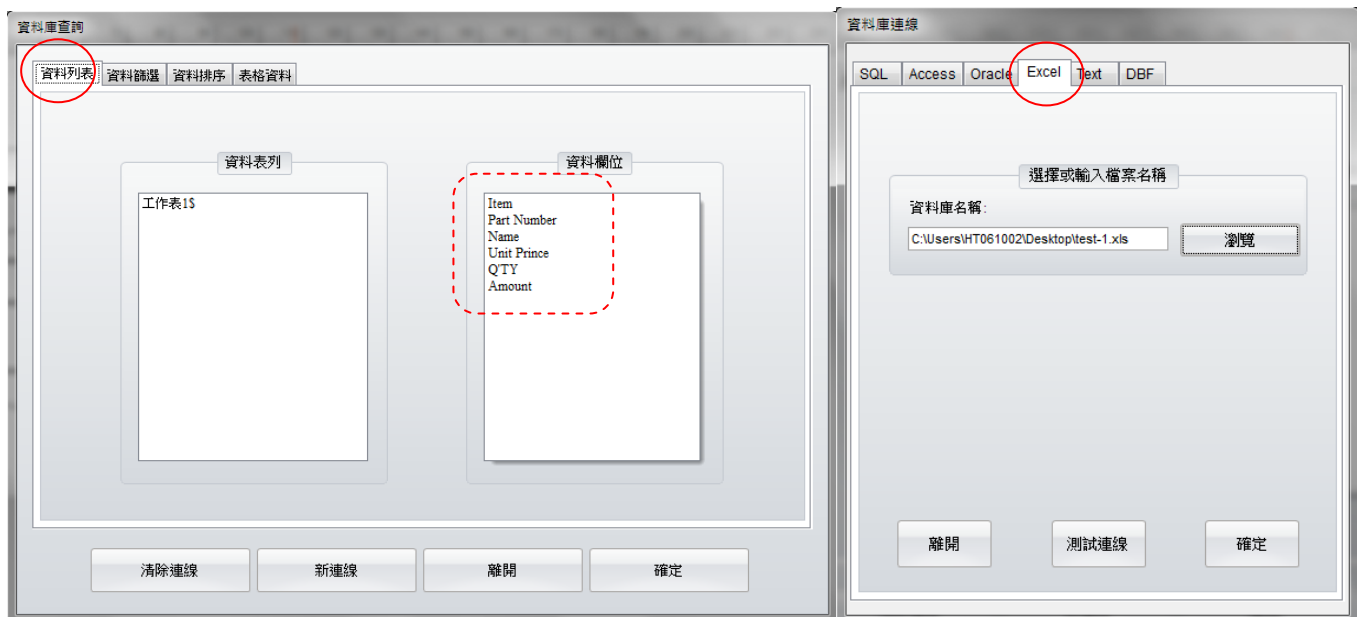 資料庫查詢
資料列表 資料篩選 資料排序 表格資料
資料表列
工作表1$
資料欄位
Item
Part Number
Name
Unit Prince
Q'TY
Amount
清除連線 新連線 離開 確定
資料庫連線
SQL Access Oracle Excel Text DBF
選擇或輸入檔案名稱
資料庫名稱:
C:\Users\HT061002\Desktop\test-1.xls 瀏覽
離開 測試連線 確定